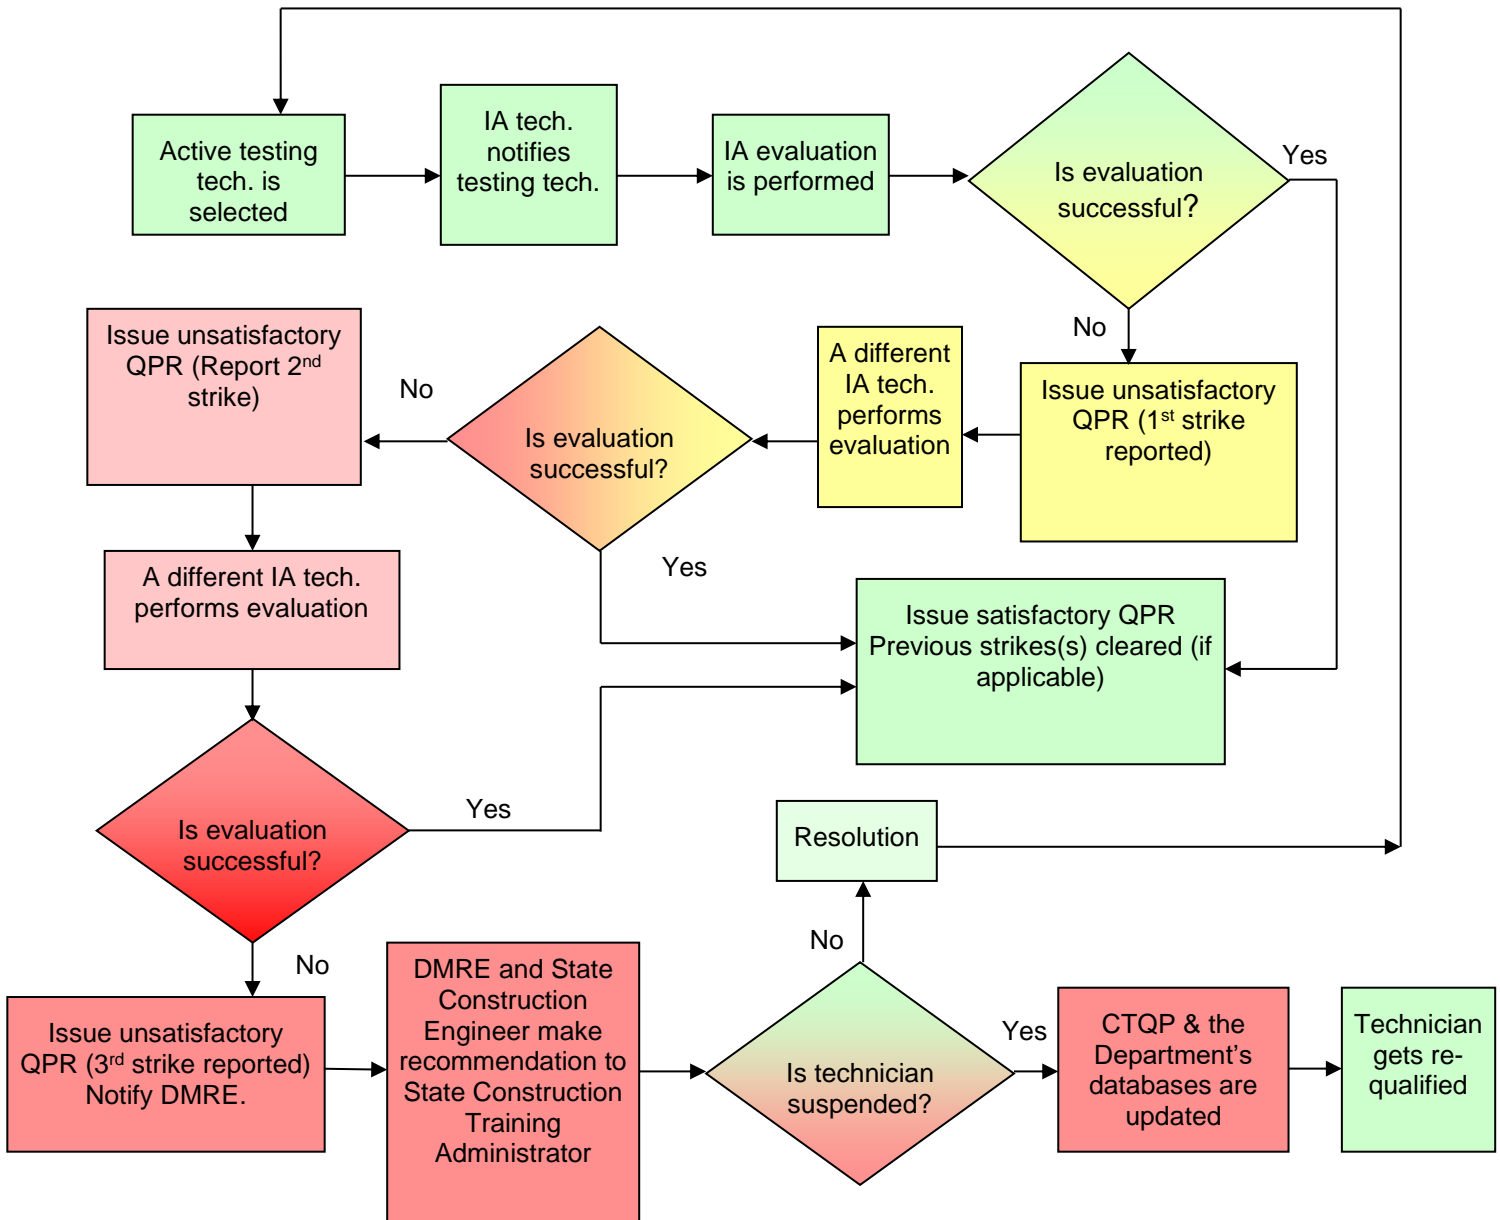 Active testing
tech. is
selected
IA tech.
notifies
testing tech.
IA evaluation
is performed
Is evaluation
successful?
Yes
No
Issue unsatisfactory
QPR (1st strike
reported)
A different
IA tech.
performs
evaluation
Is evaluation
successful?
No
Yes
Issue unsatisfactory
QPR (Report 2nd
strike)
A different IA tech.
performs evaluation
Issue satisfactory QPR
Previous strikes(s) cleared (if
applicable)
Is evaluation
successful?
Yes
No
Issue unsatisfactory
QPR (3rd strike reported)
Notify DMRE.
DMRE and State
Construction
Engineer make
recommendation to
State Construction
Training
Administrator
Is technician
suspended?
No
Resolution
Yes
CTQP & the
Department’s
databases are
updated
Technician
gets re-
qualified